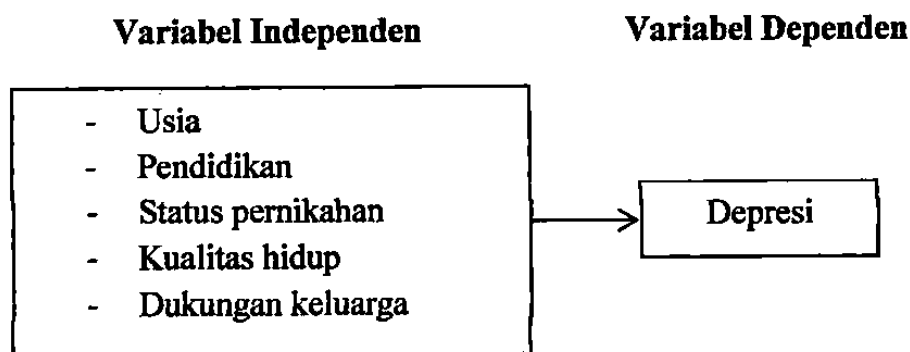 Variabel Independen
Variabel Dependen
- Usia
- Pendidikan
- Status pernikahan
- Kualitas hidup
- Dukungan keluarga
Depresi